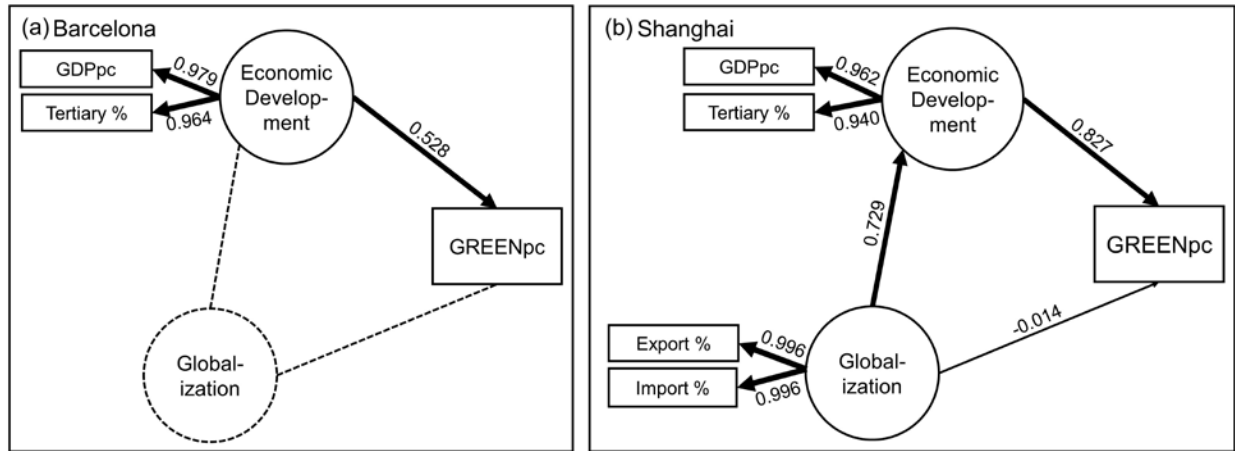 (a) Barcelona
GDPpc
Tertiary %
0.979
0.964
Economic
Develop-
ment
0.528
GREENpc
Global-
ization
(b) Shanghai
GDPpc
Tertiary %
0.962
0.940
Economic
Develop-
ment
0.827
0.729
GREENpc
-0.014
Export %
Import %
0.996
0.996
Global-
ization